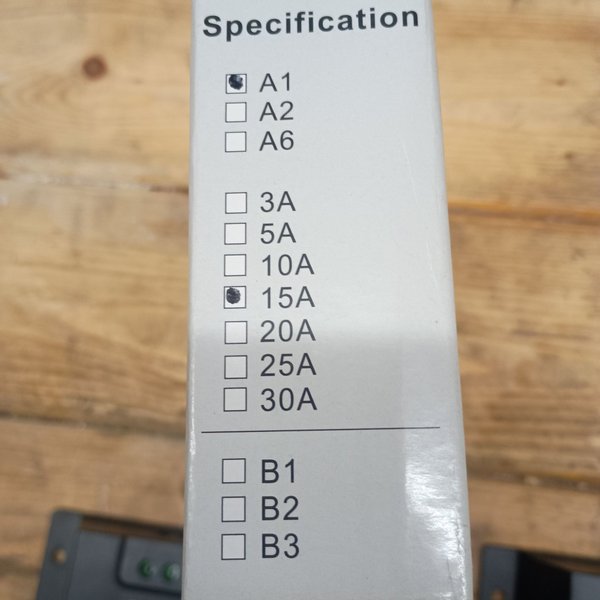 Specification
A1
A2
A6
3A
5A
10A
15A
20A
25A
30A
B1
B2
B3